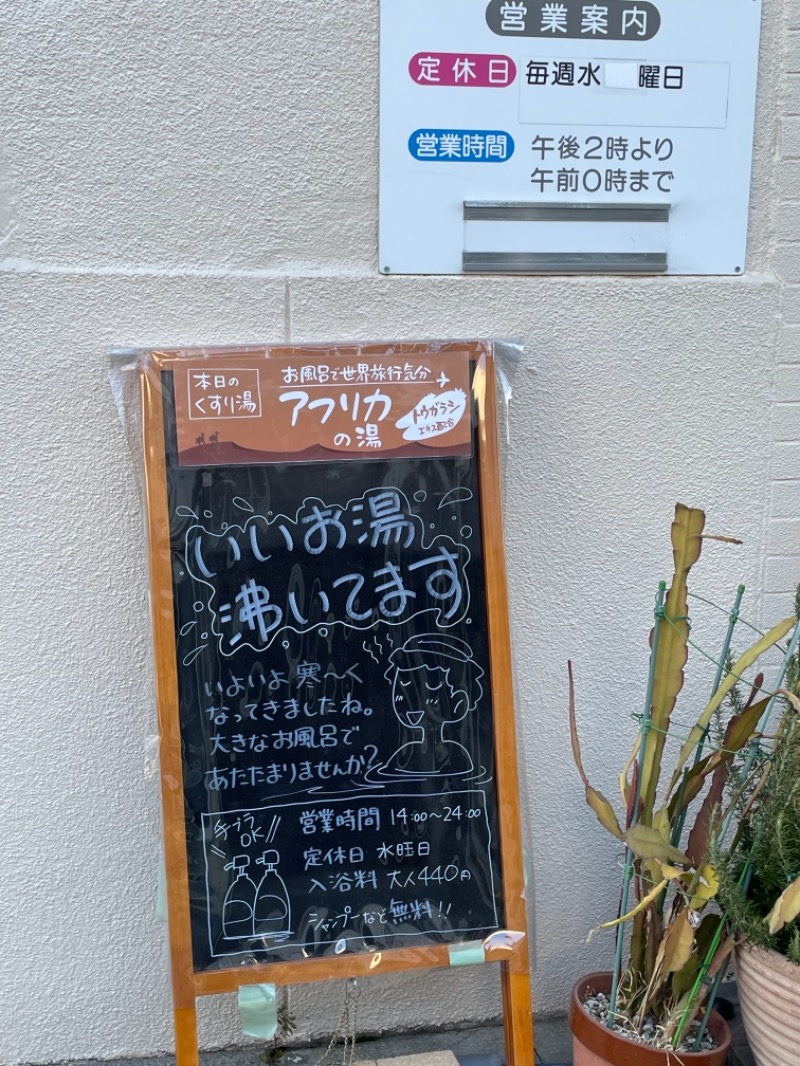 営業案内
定休日 毎週水 曜日
営業時間 午後2時より
午前0時まで
本日の
くすり湯
お風呂で世界旅行気分
アフリカ
の湯
トウガラシ
エキス配合
いいお湯
沸いてます
いよいよ寒〜く
なってきましたね。
大きなお風呂で
あたたまりませんか?
手ブラ
OK!!
営業時間 14:00〜24:00
定休日 水旺日
入浴料 大人440円
シャンプーなど無料!!